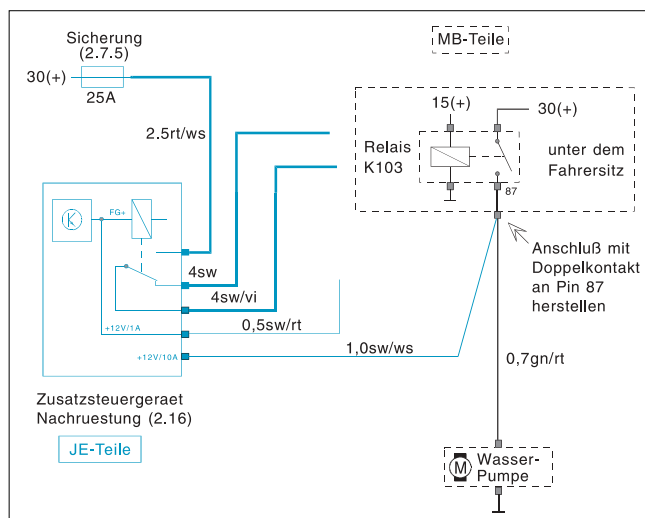 Sicherung
(2.7.5)
30(+)
25A
2.5rt/ws
MB-Teile
15(+)
30(+)
Relais
K103
unter dem
Fahrersitz
87
Anschluß mit
Doppelkontakt
an Pin 87
herstellen
K
FG+
4sw
4sw/vi
+12V/1A
0,5sw/rt
+12V/10A
1,0sw/ws
0,7gn/rt
Zusatzsteuergeraet
Nachruestung (2.16)
JE-Teile
M
Wasser-
Pumpe